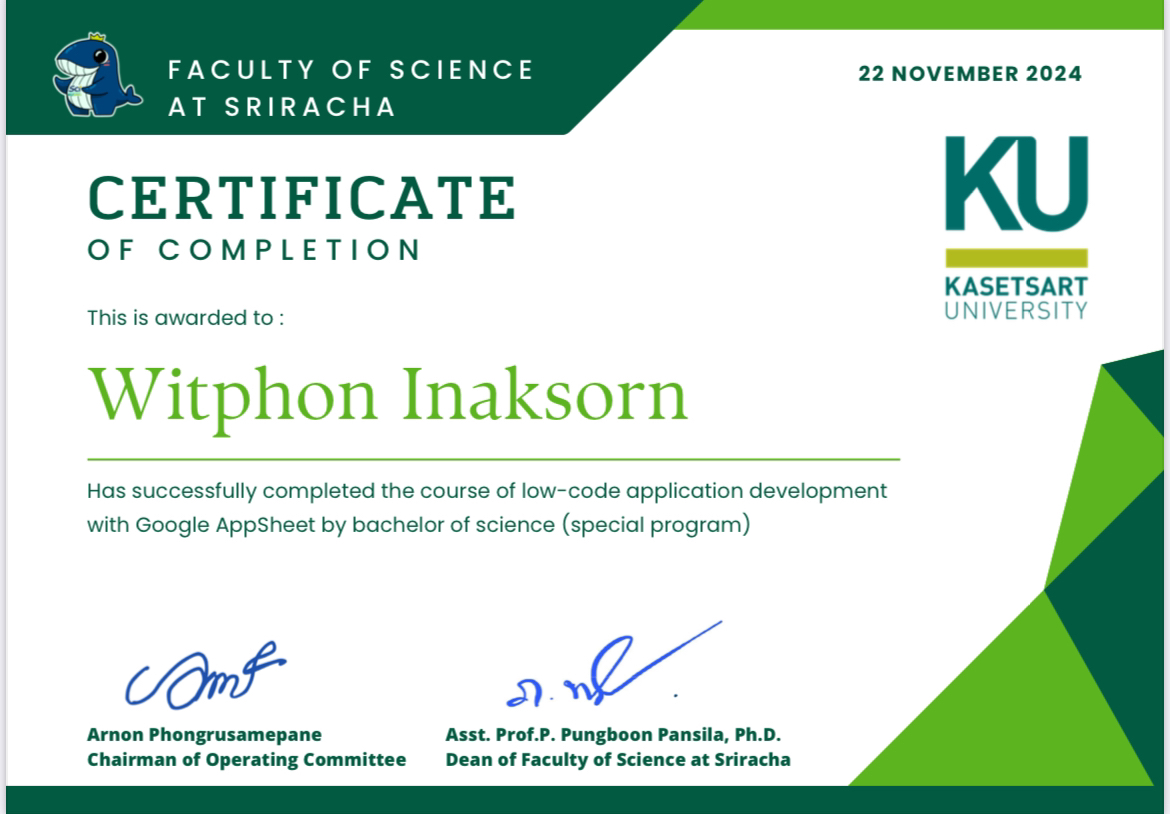 FACULTY OF SCIENCE
AT SRIRACHA
22 NOVEMBER 2024
KU
KASETSART
UNIVERSITY
CERTIFICATE
OF COMPLETION
This is awarded to :
Witphon Inaksorn
Has successfully completed the course of low-code application development
with Google AppSheet by bachelor of science (special program)
Arnon Phongrusamepane
Chairman of Operating Committee
Asst. Prof.P. Pungboon Pansila, Ph.D.
Dean of Faculty of Science at Sriracha